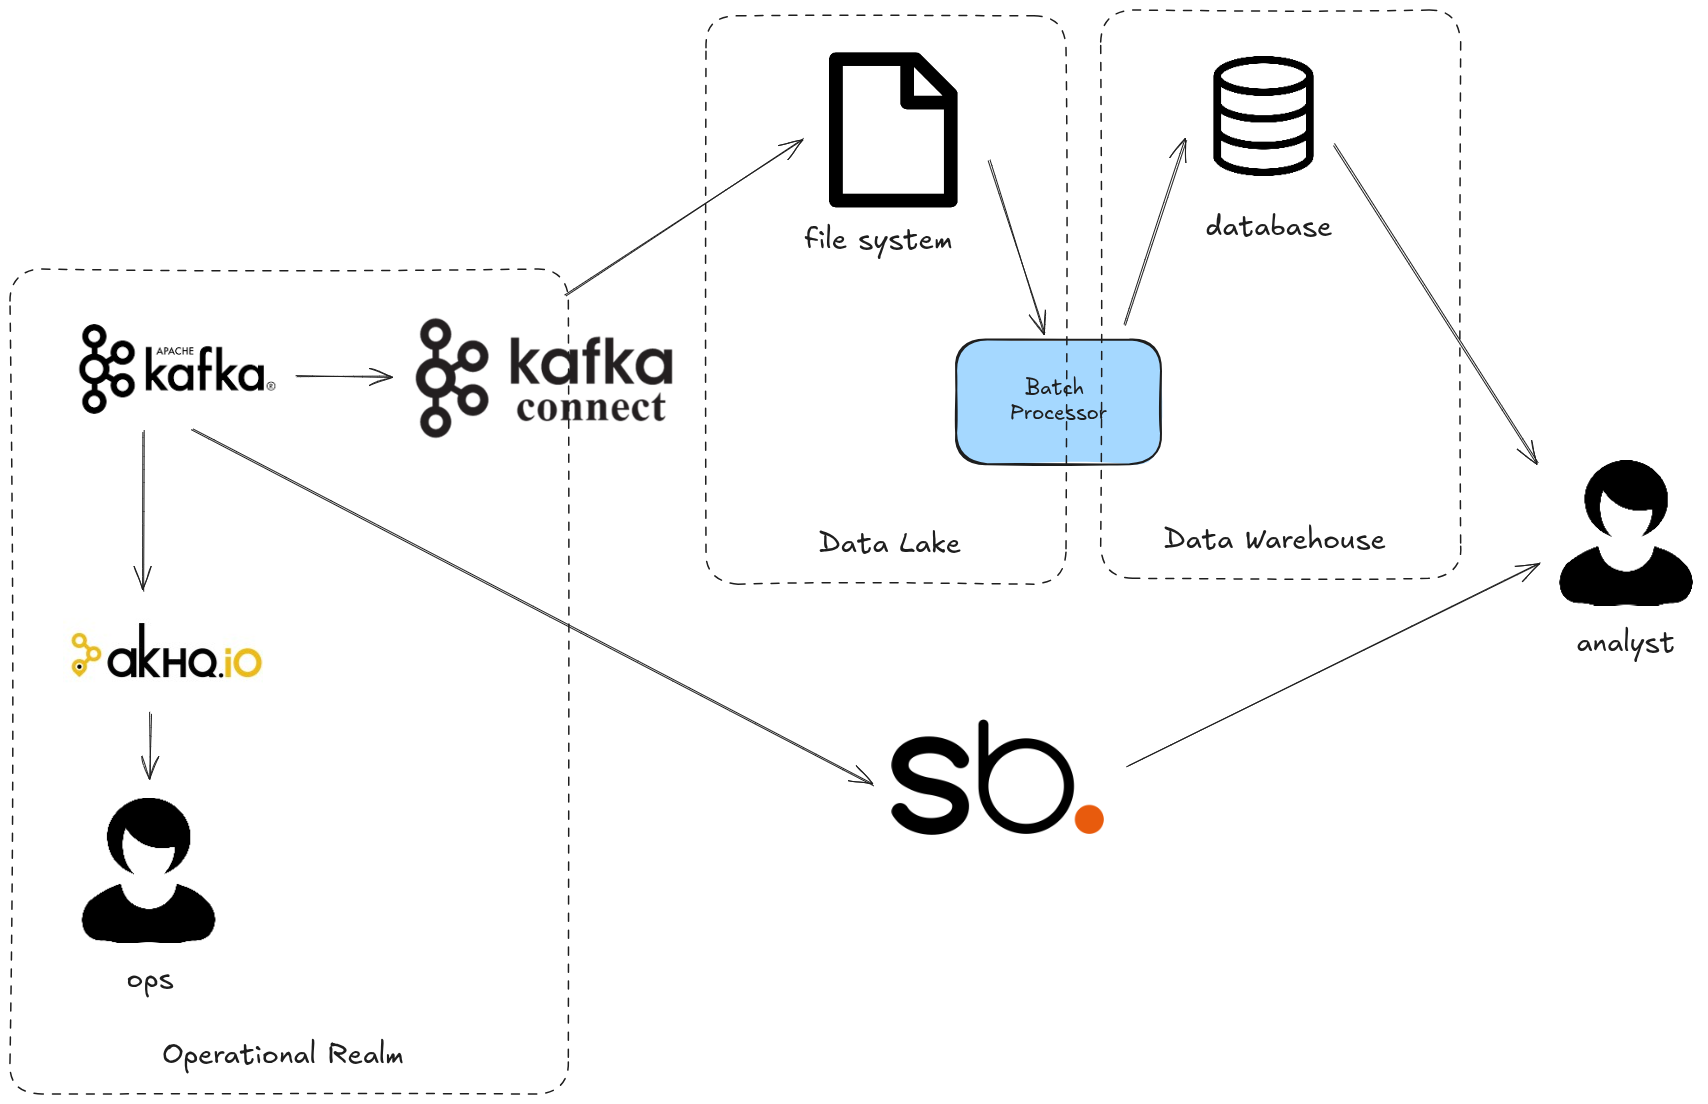 file system
database
APACHE
kafka®
kafka
connect
Batch
Processor
Data Lake
Data Warehouse
analyst
akHQ.io
sb.
ops
Operational Realm